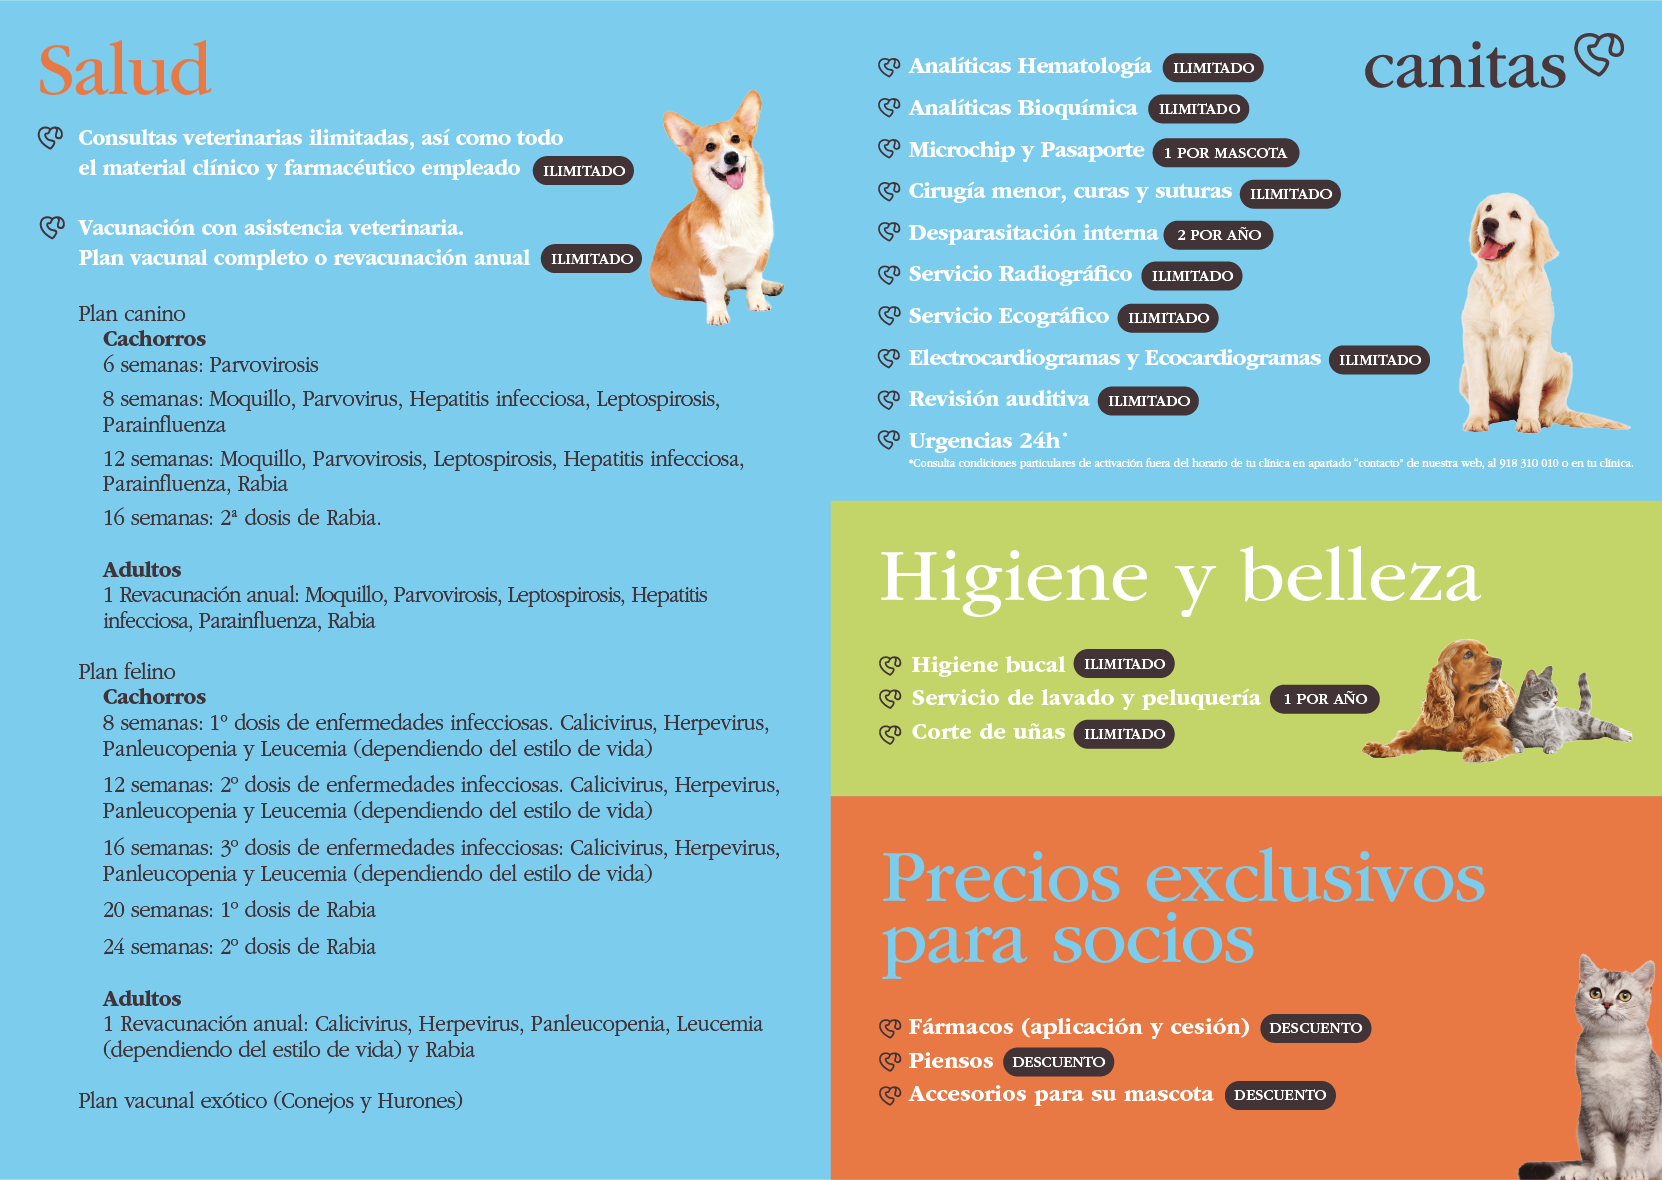 Salud
Consultas veterinarias ilimitadas, así como todo
el material clínico y farmacéutico empleado ILIMITADO
Vacunación con asistencia veterinaria.
Plan vacunal completo o revacunación anual ILIMITADO
Plan canino
Cachorros
6 semanas: Parvovirosis
8 semanas: Moquillo, Parvovirus, Hepatitis infecciosa, Leptospirosis,
Parainfluenza
12 semanas: Moquillo, Parvovirosis, Leptospirosis, Hepatitis infecciosa,
Parainfluenza, Rabia
16 semanas: 2ª dosis de Rabia.
Adultos
1 Revacunación anual: Moquillo, Parvovirosis, Leptospirosis, Hepatitis
infecciosa, Parainfluenza, Rabia
Plan felino
Cachorros
8 semanas: 1º dosis de enfermedades infecciosas. Calicivirus, Herpevirus,
Panleucopenia y Leucemia (dependiendo del estilo de vida)
12 semanas: 2º dosis de enfermedades infecciosas. Calicivirus, Herpevirus,
Panleucopenia y Leucemia (dependiendo del estilo de vida)
16 semanas: 3º dosis de enfermedades infecciosas: Calicivirus, Herpevirus,
Panleucopenia y Leucemia (dependiendo del estilo de vida)
20 semanas: 1º dosis de Rabia
24 semanas: 2º dosis de Rabia
Adultos
1 Revacunación anual: Calicivirus, Herpevirus, Panleucopenia, Leucemia
(dependiendo del estilo de vida) y Rabia
Plan vacunal exótico (Conejos y Hurones)
canitas
Analíticas Hematología ILIMITADO
Analíticas Bioquímica ILIMITADO
Microchip y Pasaporte 1 POR MASCOTA
Cirugía menor, curas y suturas ILIMITADO
Desparasitación interna 2 POR AÑO
Servicio Radiográfico ILIMITADO
Servicio Ecográfico ILIMITADO
Electrocardiogramas y Ecocardiogramas ILIMITADO
Revisión auditiva ILIMITADO
Urgencias 24h*
*Consulta condiciones particulares de activación fuera del horario de tu clínica en apartado "contacto" de nuestra web, al 918 310 010 o en tu clínica.
Higiene y belleza
Higiene bucal ILIMITADO
Servicio de lavado y peluquería 1 POR AÑO
Corte de uñas ILIMITADO
Precios exclusivos
para socios
Fármacos (aplicación y cesión) DESCUENTO
Piensos DESCUENTO
Accesorios para su mascota DESCUENTO